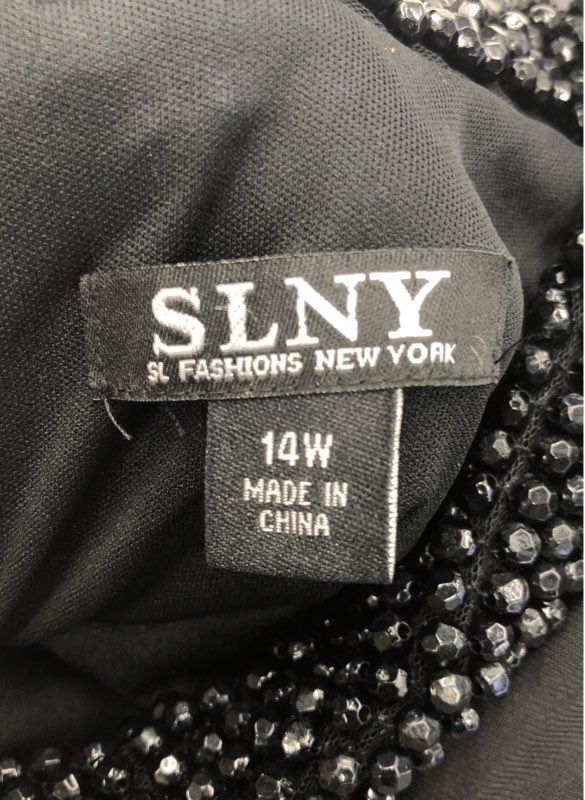 SLNY
SL FASHIONS NEW YORK
14W
MADE IN
CHINA